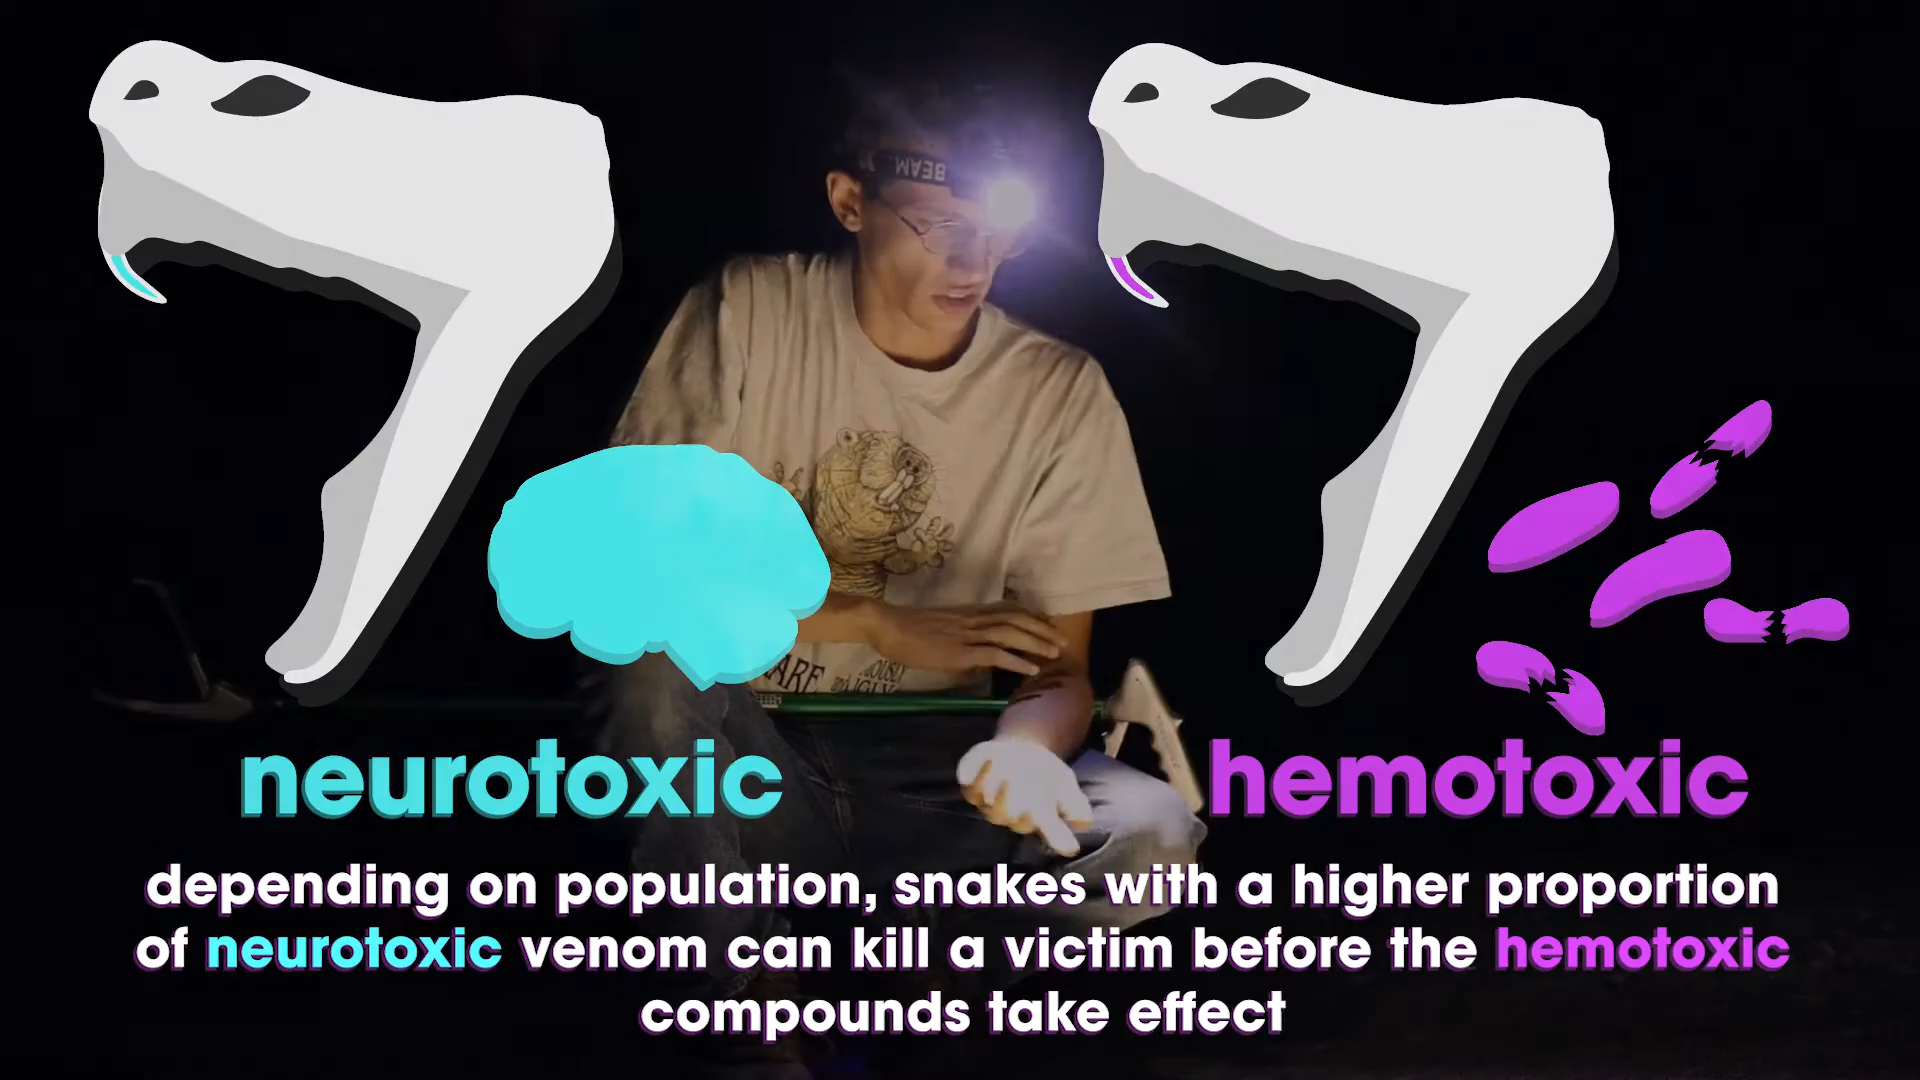 BEAM
ARE
neurotoxic
hemotoxic
depending on population, snakes with a higher proportion
of neurotoxic venom can kill a victim before the hemotoxic
compounds take effect